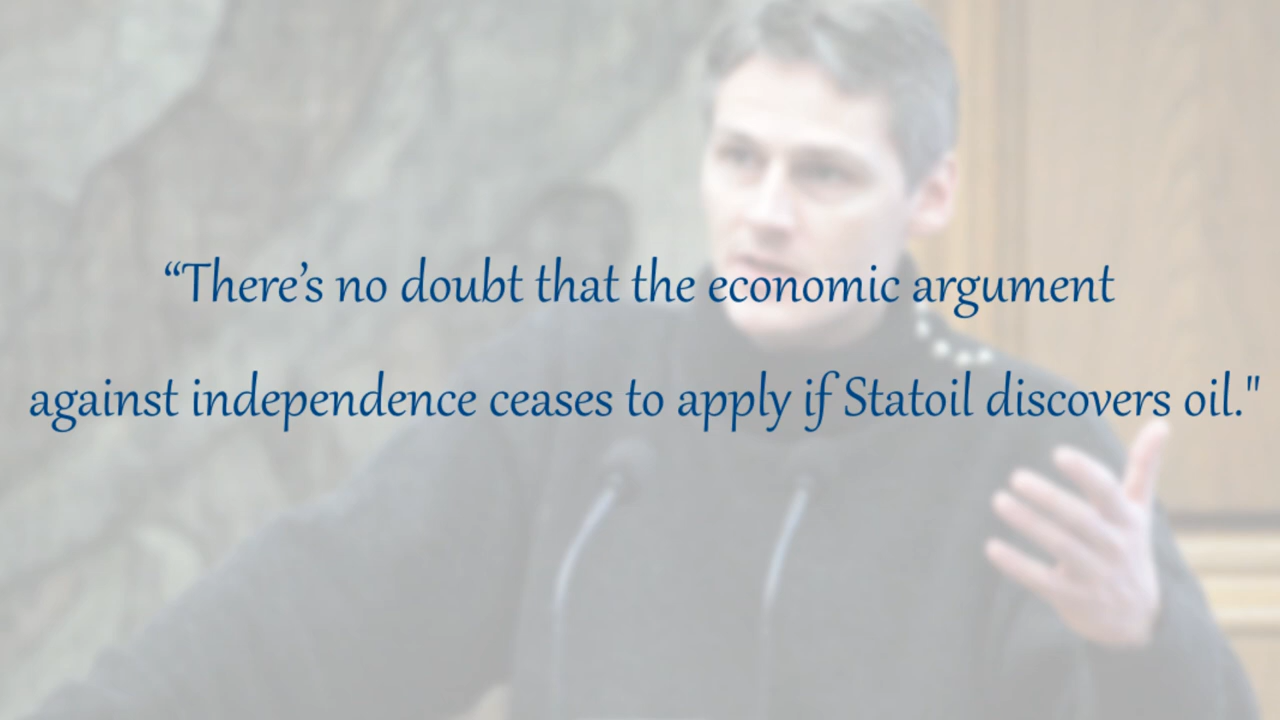 “There’s no doubt that the economic argument
against independence ceases to apply if Statoil discovers oil."